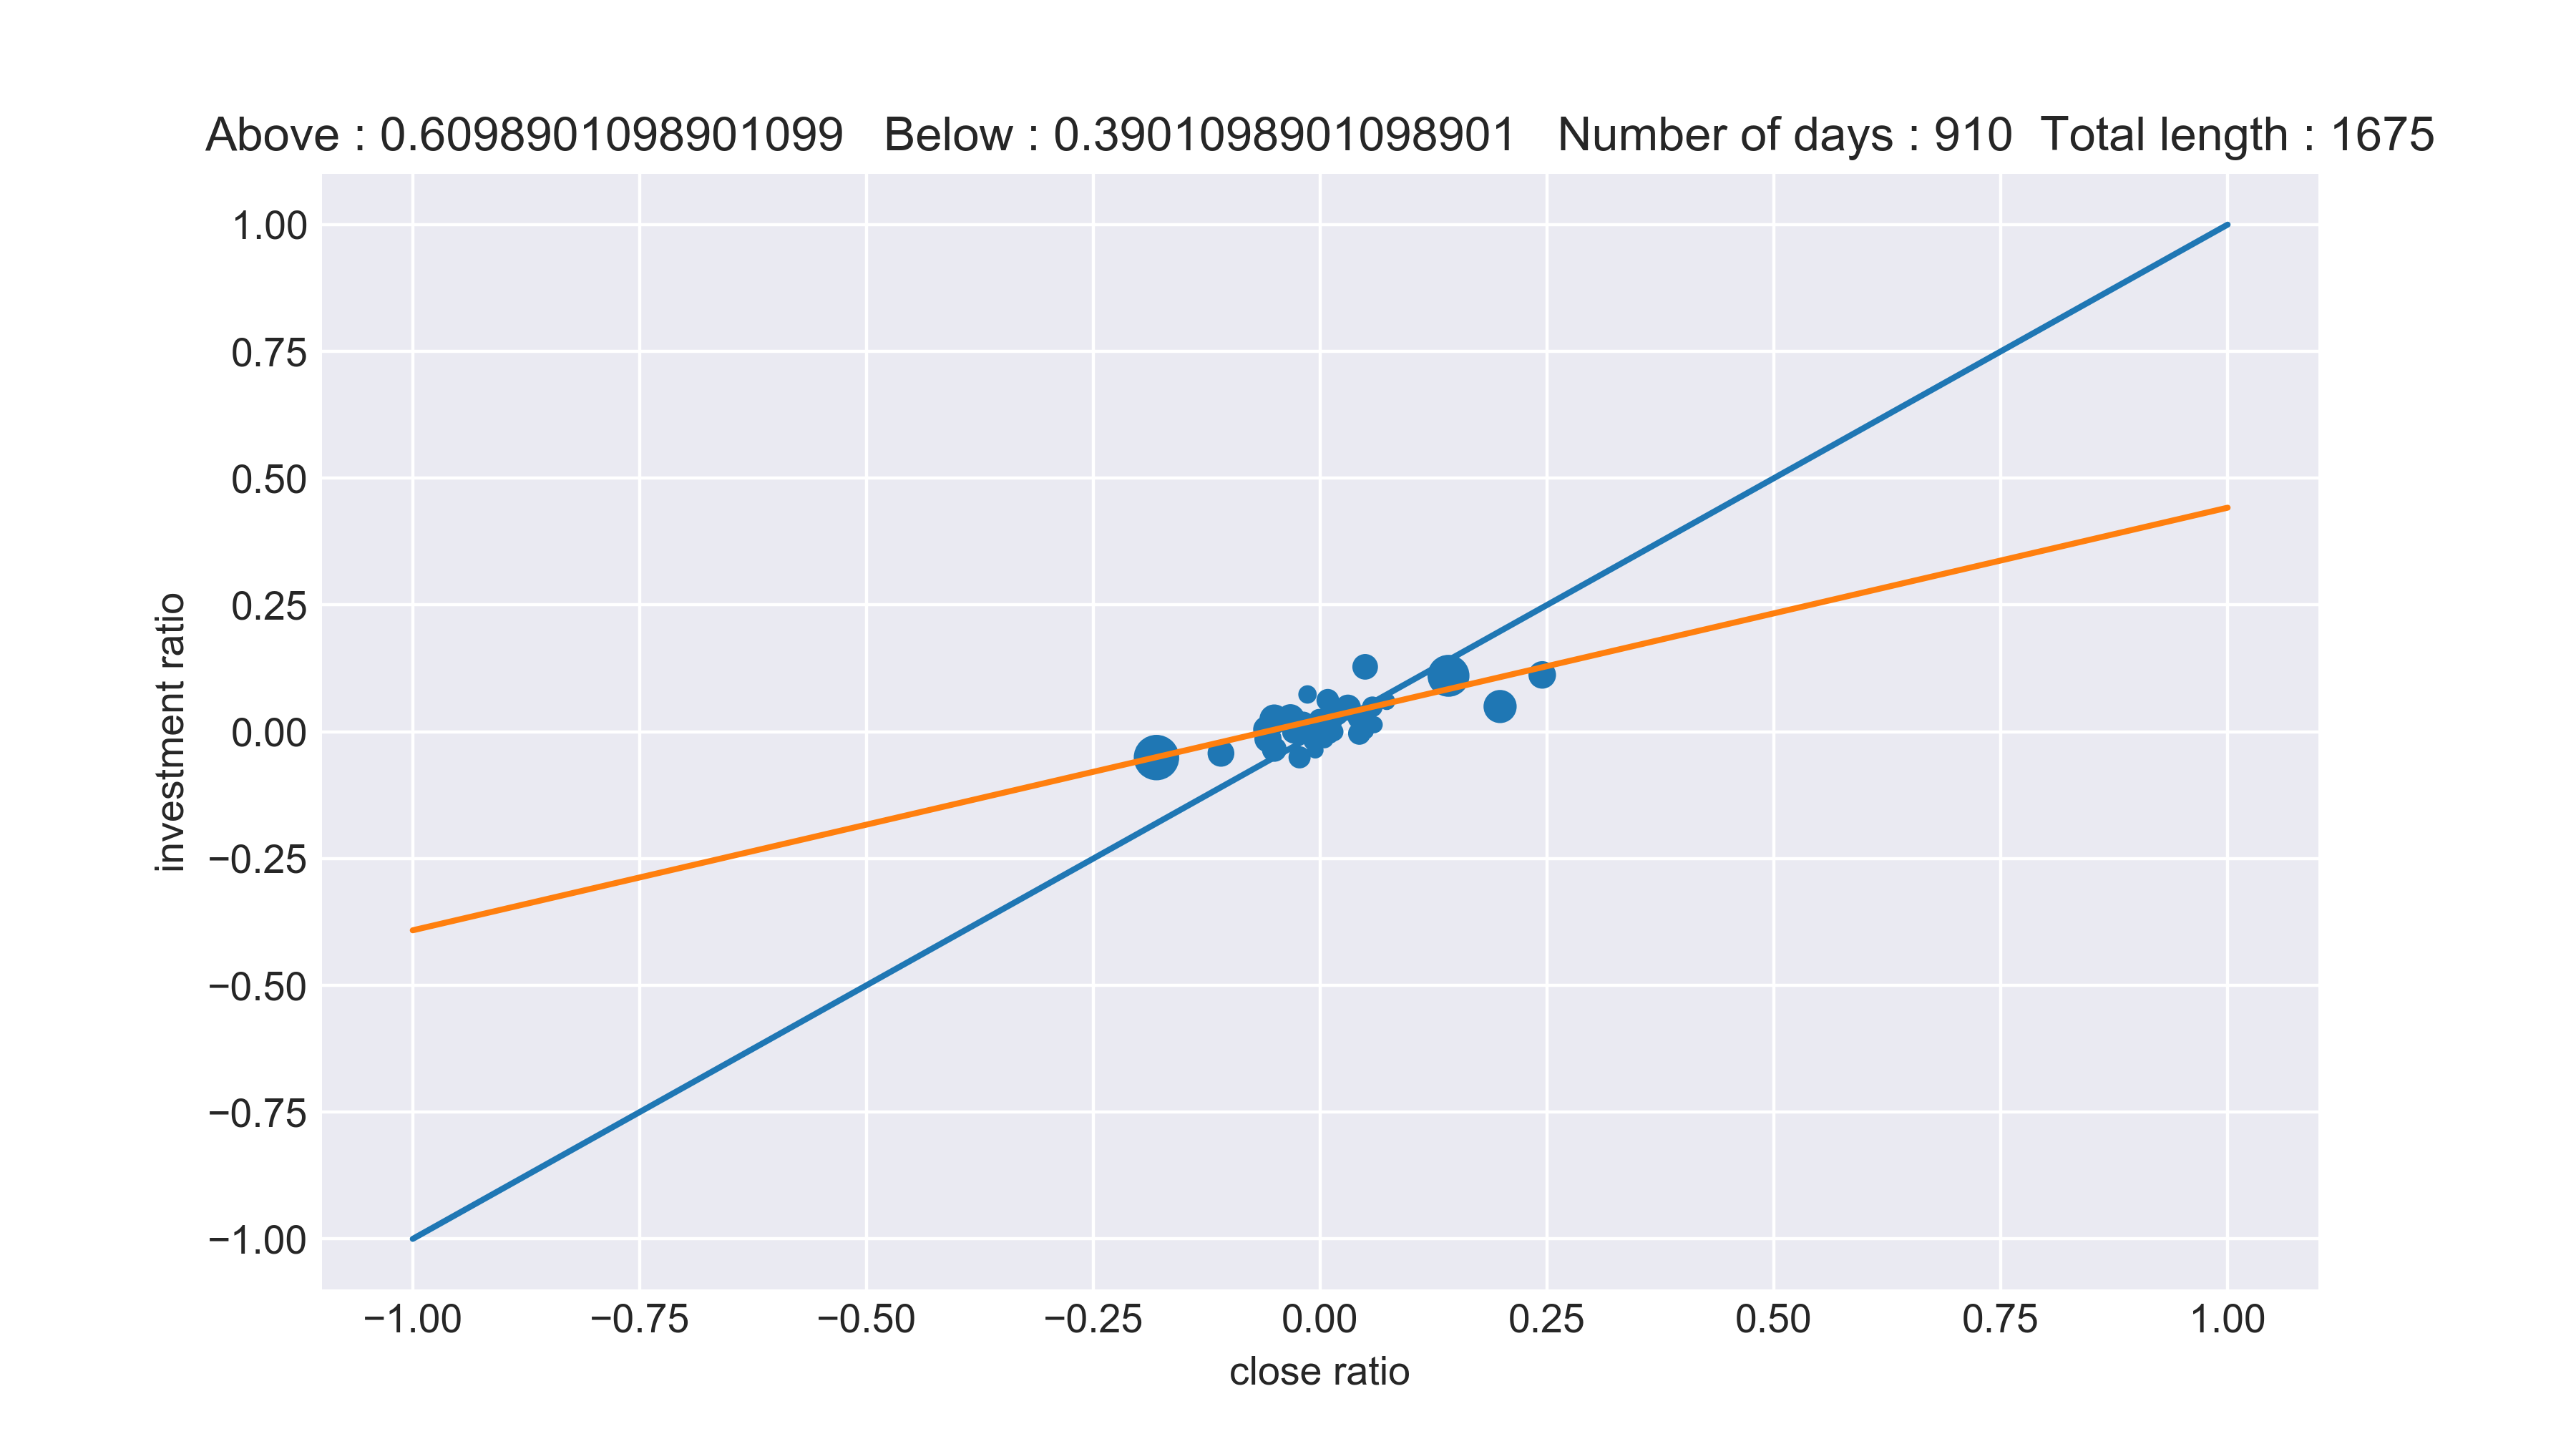 Above : 0.6098901098901099   Below : 0.3901098901098901   Number of days : 910  Total length : 1675
1.00
0.75
0.50
0.25
0.00
−0.25
−0.50
−0.75
−1.00
investment ratio
−1.00 −0.75 −0.50 −0.25 0.00 0.25 0.50 0.75 1.00
close ratio